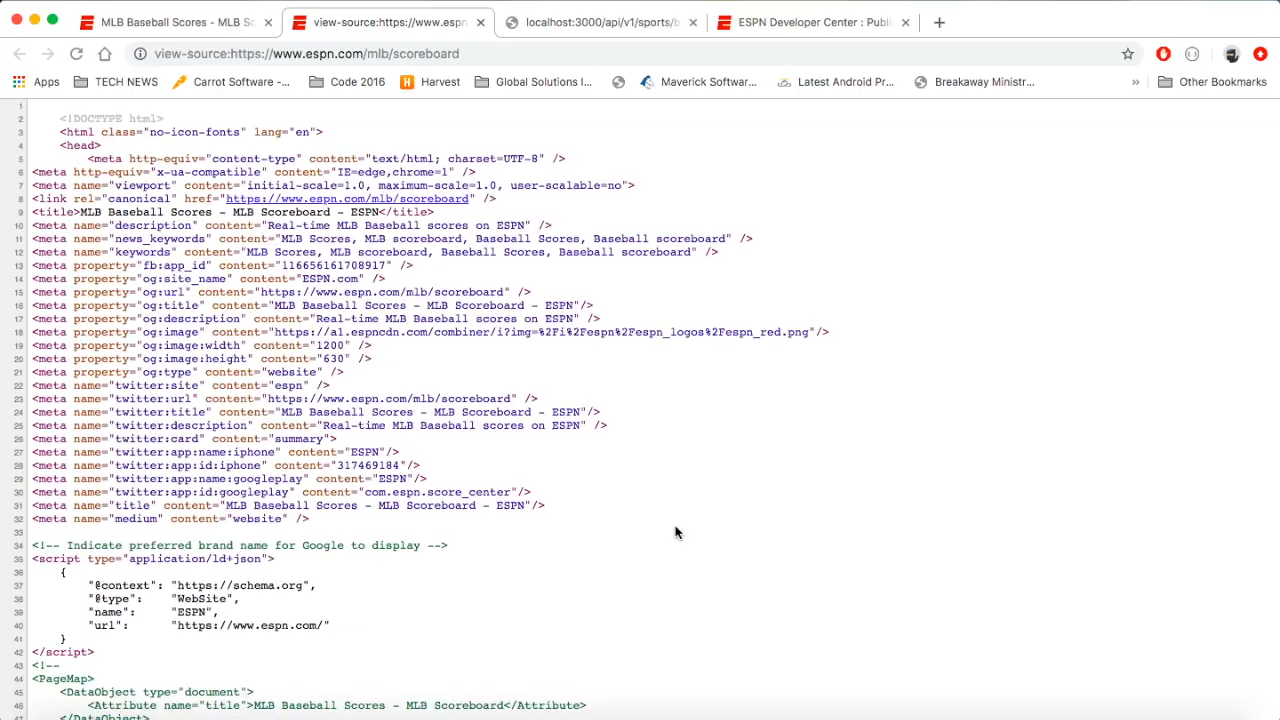 MLB Baseball Scores - MLB Sc
view-source:https://www.espn
localhost:3000/api/v1/sports/b
ESPN Developer Center : Publi
view-source:https://www.espn.com/mlb/scoreboard
Apps
TECH NEWS
Carrot Software -...
Code 2016
Harvest
Global Solutions I...
Maverick Softwar...
Latest Android Pr...
Breakaway Ministr...
»
Other Bookmarks
1
2 <!DOCTYPE html>
3 <html class="no-icon-fonts" lang="en">
4 <head>
5 <meta http-equiv="content-type" content="text/html; charset=UTF-8" />
6 <meta http-equiv="x-ua-compatible" content="IE=edge,chrome=1" />
7 <meta name="viewport" content="initial-scale=1.0, maximum-scale=1.0, user-scalable=no">
8 <link rel="canonical" href="https://www.espn.com/mlb/scoreboard" />
9 <title>MLB Baseball Scores - MLB Scoreboard - ESPN</title>
10 <meta name="description" content="Real-time MLB Baseball scores on ESPN" />
11 <meta name="news_keywords" content="MLB Scores, MLB scoreboard, Baseball Scores, Baseball scoreboard" />
12 <meta name="keywords" content="MLB Scores, MLB scoreboard, Baseball Scores, Baseball scoreboard" />
13 <meta property="fb:app_id" content="116656161708917" />
14 <meta property="og:site_name" content="ESPN.com" />
15 <meta property="og:url" content="https://www.espn.com/mlb/scoreboard" />
16 <meta property="og:title" content="MLB Baseball Scores - MLB Scoreboard - ESPN"/>
17 <meta property="og:description" content="Real-time MLB Baseball scores on ESPN" />
18 <meta property="og:image" content="https://a1.espncdn.com/combiner/i?img=%2Fi%2Fespn%2Fespn_logos%2Fespn_red.png"/>
19 <meta property="og:image:width" content="1200" />
20 <meta property="og:image:height" content="630" />
21 <meta property="og:type" content="website" />
22 <meta name="twitter:site" content="espn" />
23 <meta name="twitter:url" content="https://www.espn.com/mlb/scoreboard" />
24 <meta name="twitter:title" content="MLB Baseball Scores - MLB Scoreboard - ESPN"/>
25 <meta name="twitter:description" content="Real-time MLB Baseball scores on ESPN" />
26 <meta name="twitter:card" content="summary">
27 <meta name="twitter:app:name:iphone" content="ESPN"/>
28 <meta name="twitter:app:id:iphone" content="317469184"/>
29 <meta name="twitter:app:name:googleplay" content="ESPN"/>
30 <meta name="twitter:app:id:googleplay" content="com.espn.score_center"/>
31 <meta name="title" content="MLB Baseball Scores - MLB Scoreboard - ESPN"/>
32 <meta name="medium" content="website" />
33
34 <!-- Indicate preferred brand name for Google to display -->
35 <script type="application/ld+json">
36 {
37 "@context": "https://schema.org",
38 "@type": "WebSite",
39 "name": "ESPN",
40 "url": "https://www.espn.com/"
41 }
42 </script>
43 <!--
44 <PageMap>
45 <DataObject type="document">
46 <Attribute name="title">MLB Baseball Scores - MLB Scoreboard</Attribute>
47 </DataObject>